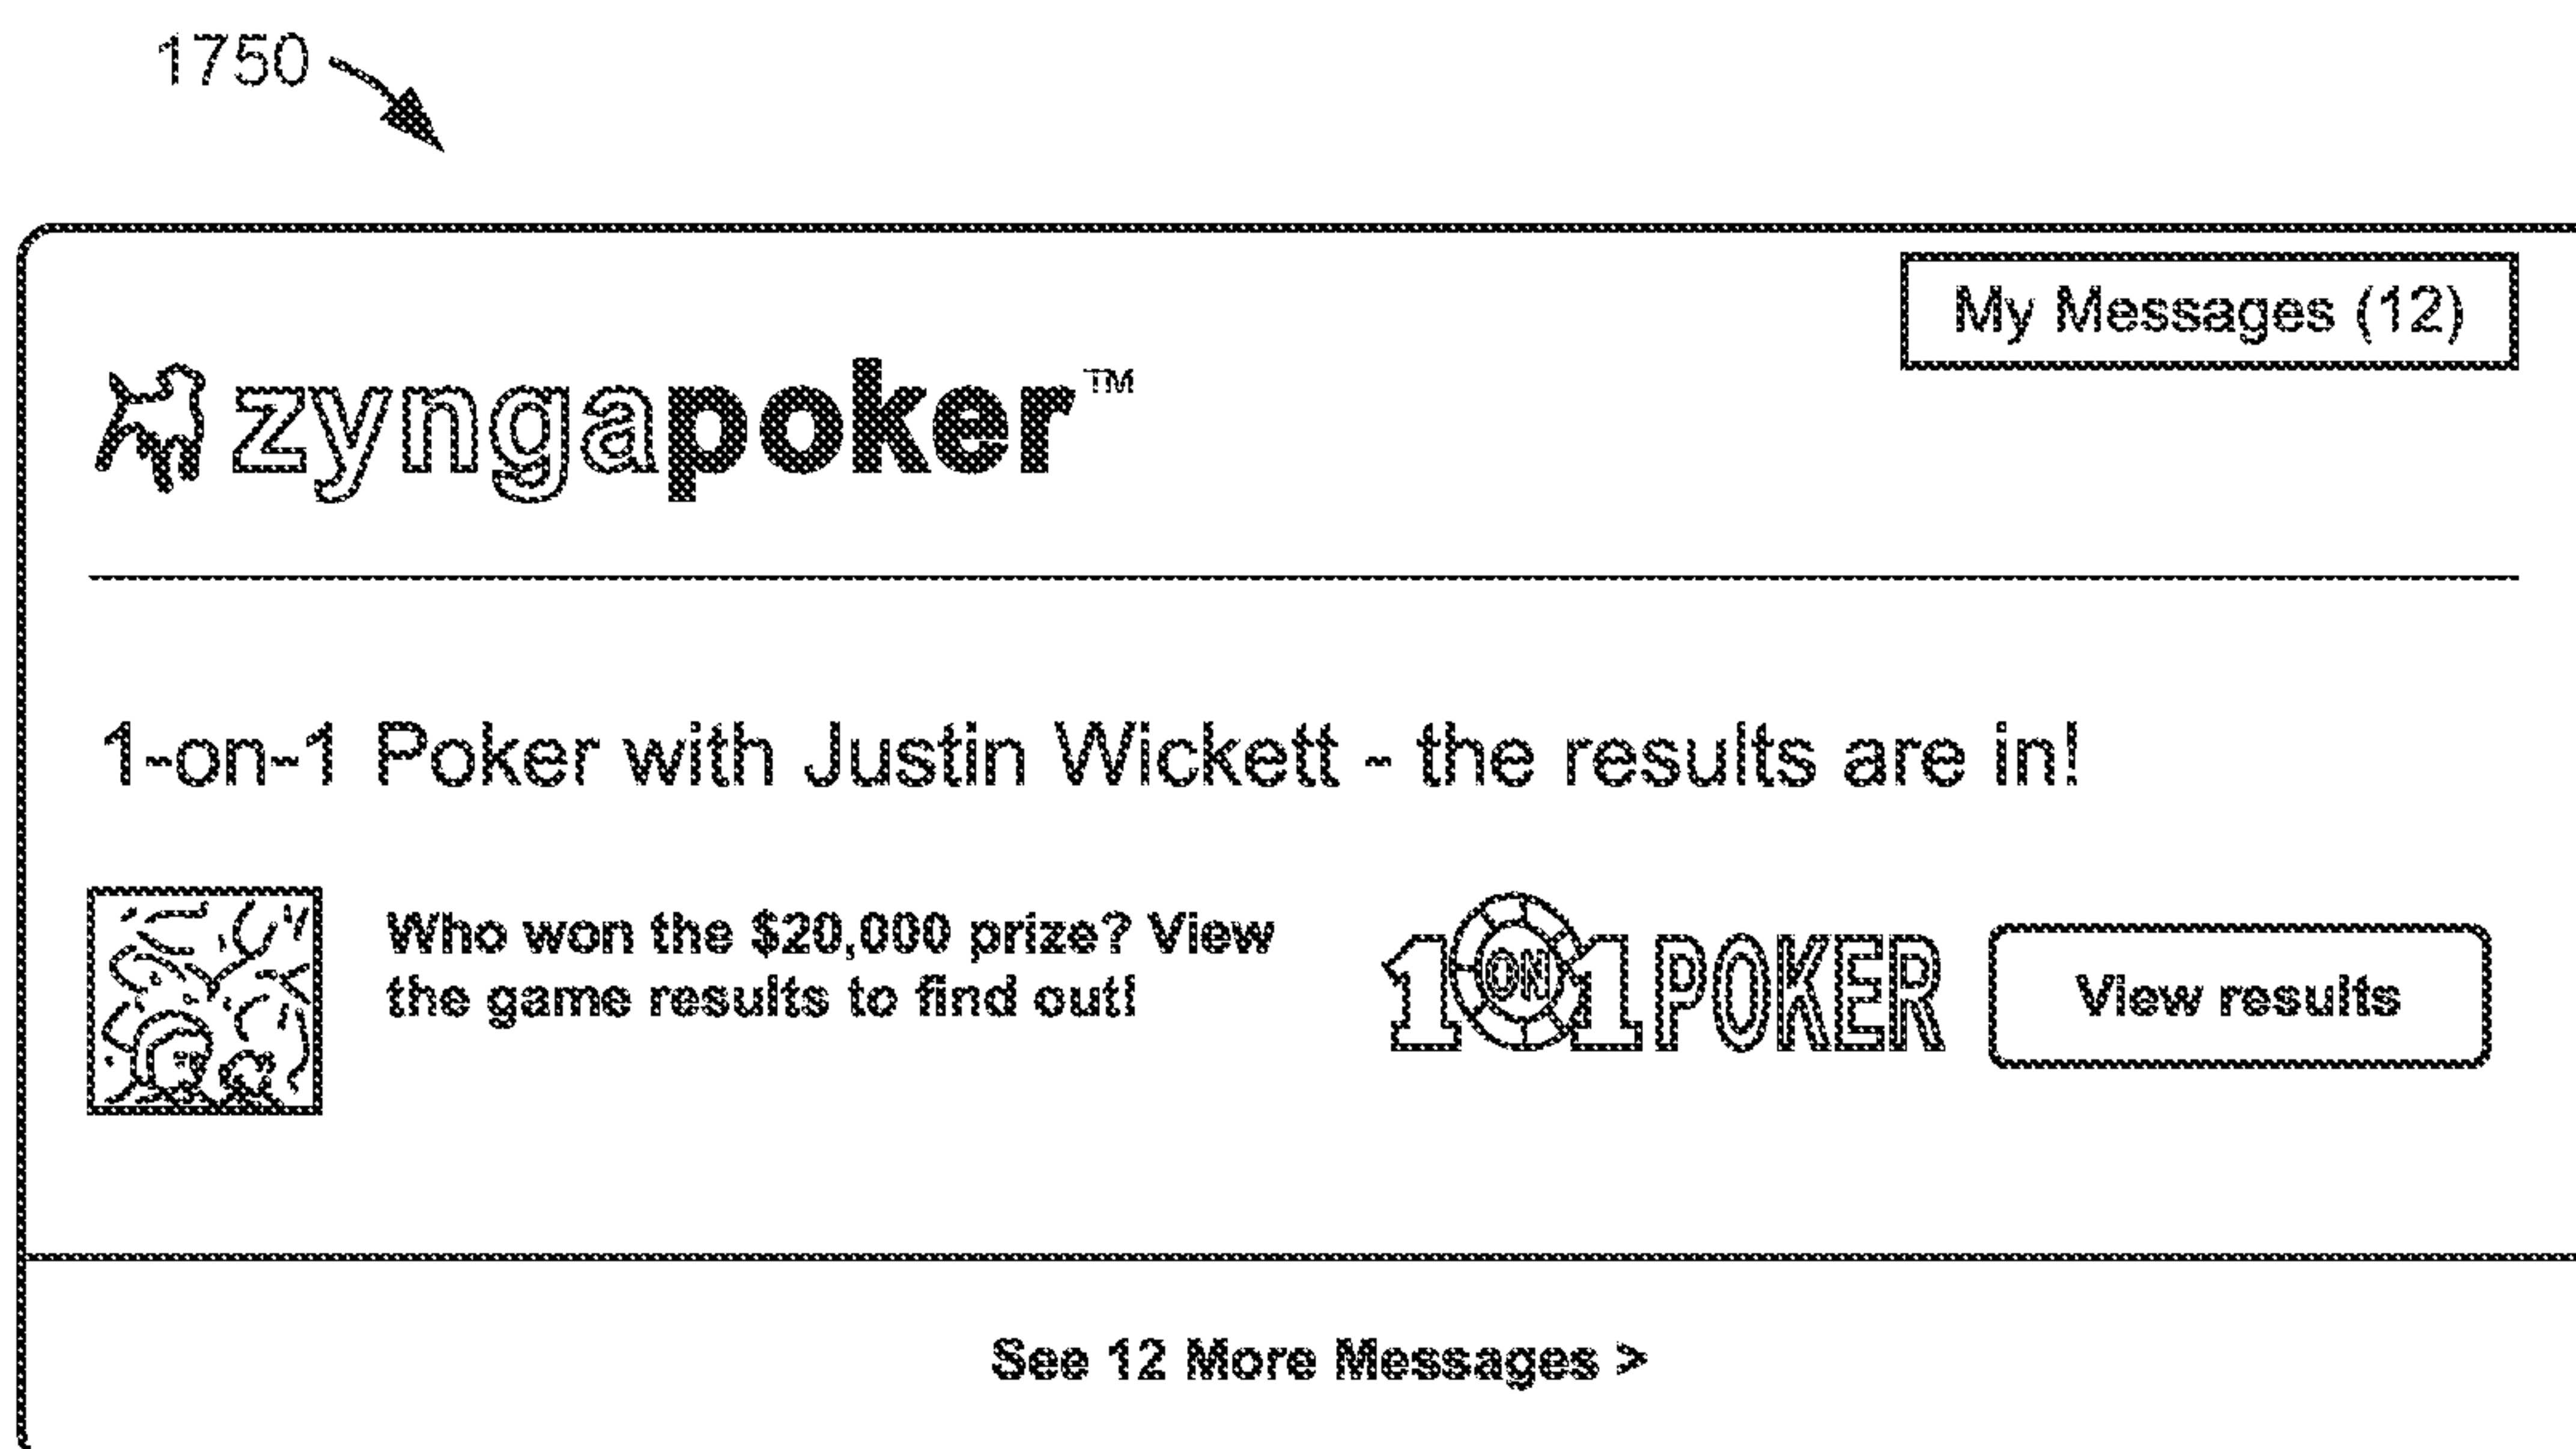 1750
My Messages (12)
zyngapoker™
1-on-1 Poker with Justin Wickett - the results are in!
Who won the $20,000 prize? View
the game results to find out!
1 ON 1 POKER
View results
See 12 More Messages >